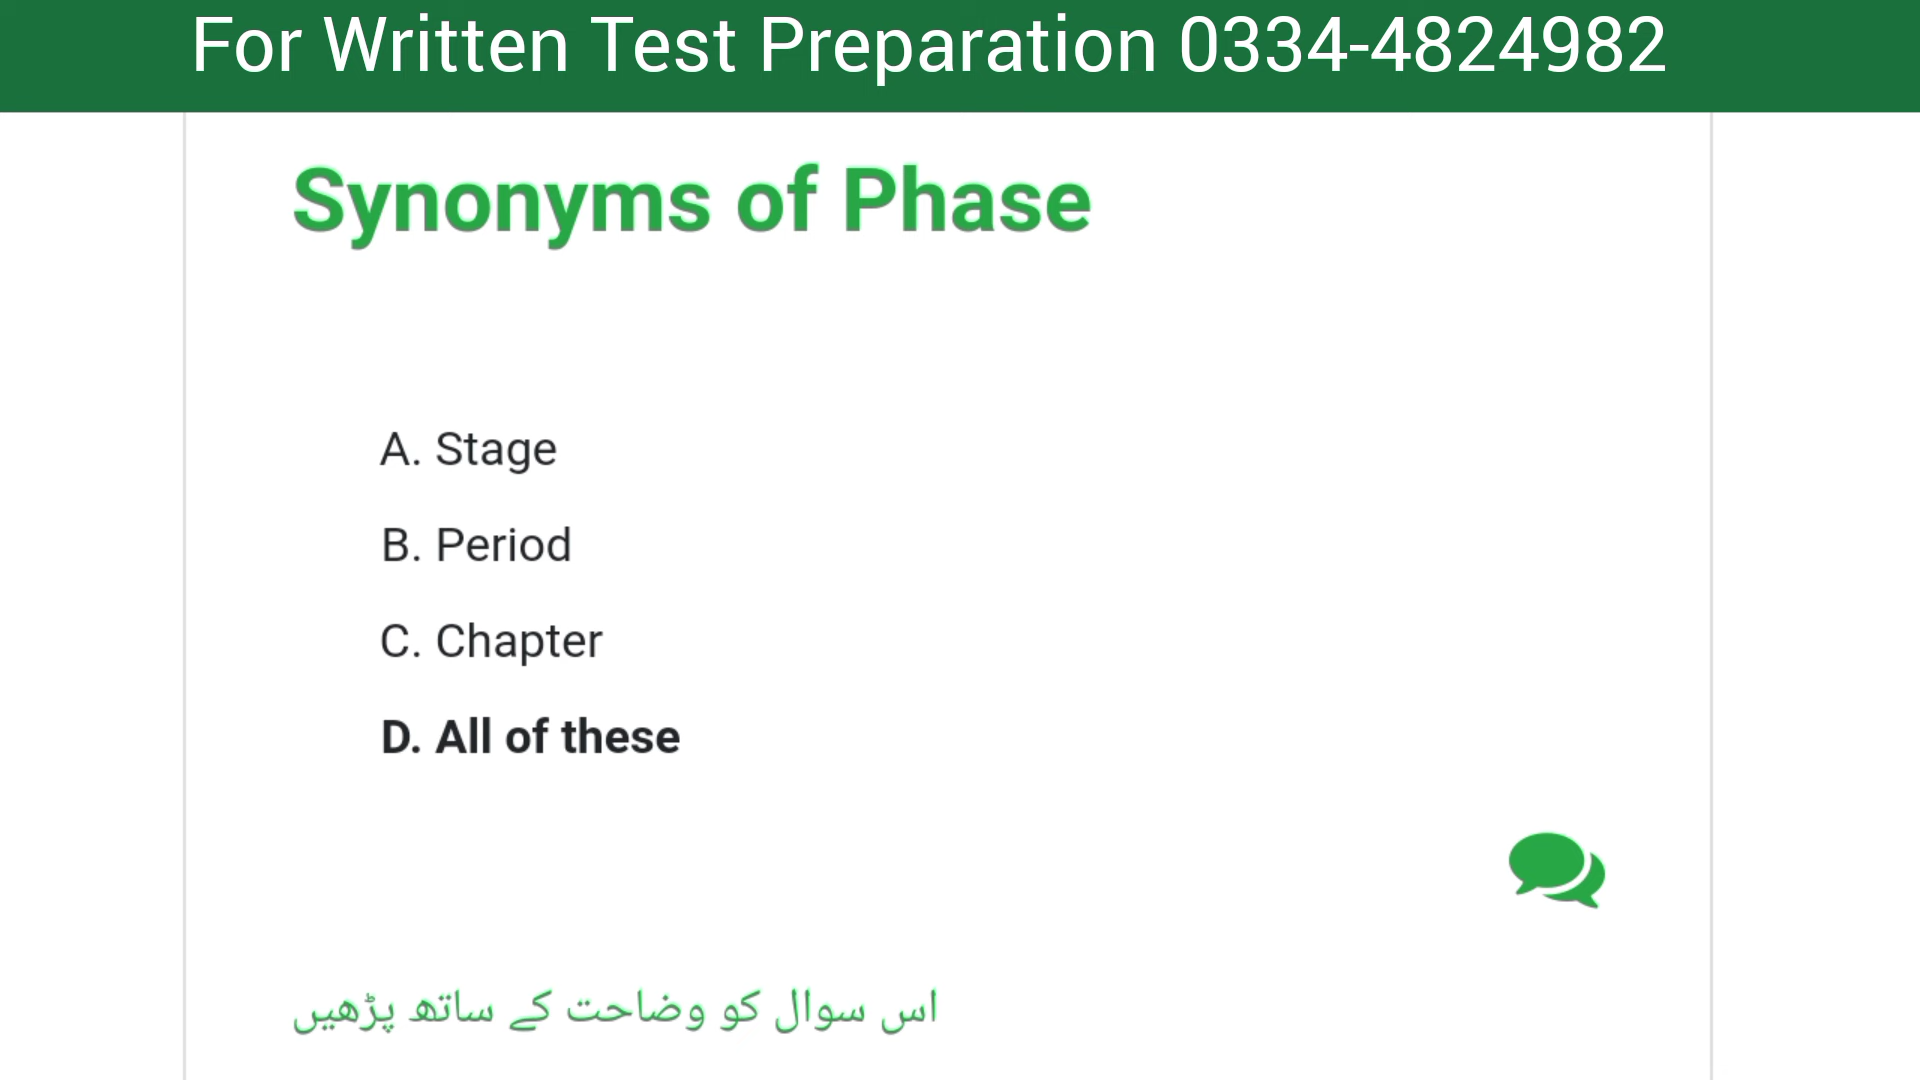 For Written Test Preparation 0334-4824982
Synonyms of Phase
A. Stage
B. Period
C. Chapter
D. All of these
اس سوال کو وضاحت کے ساتھ پڑھیں